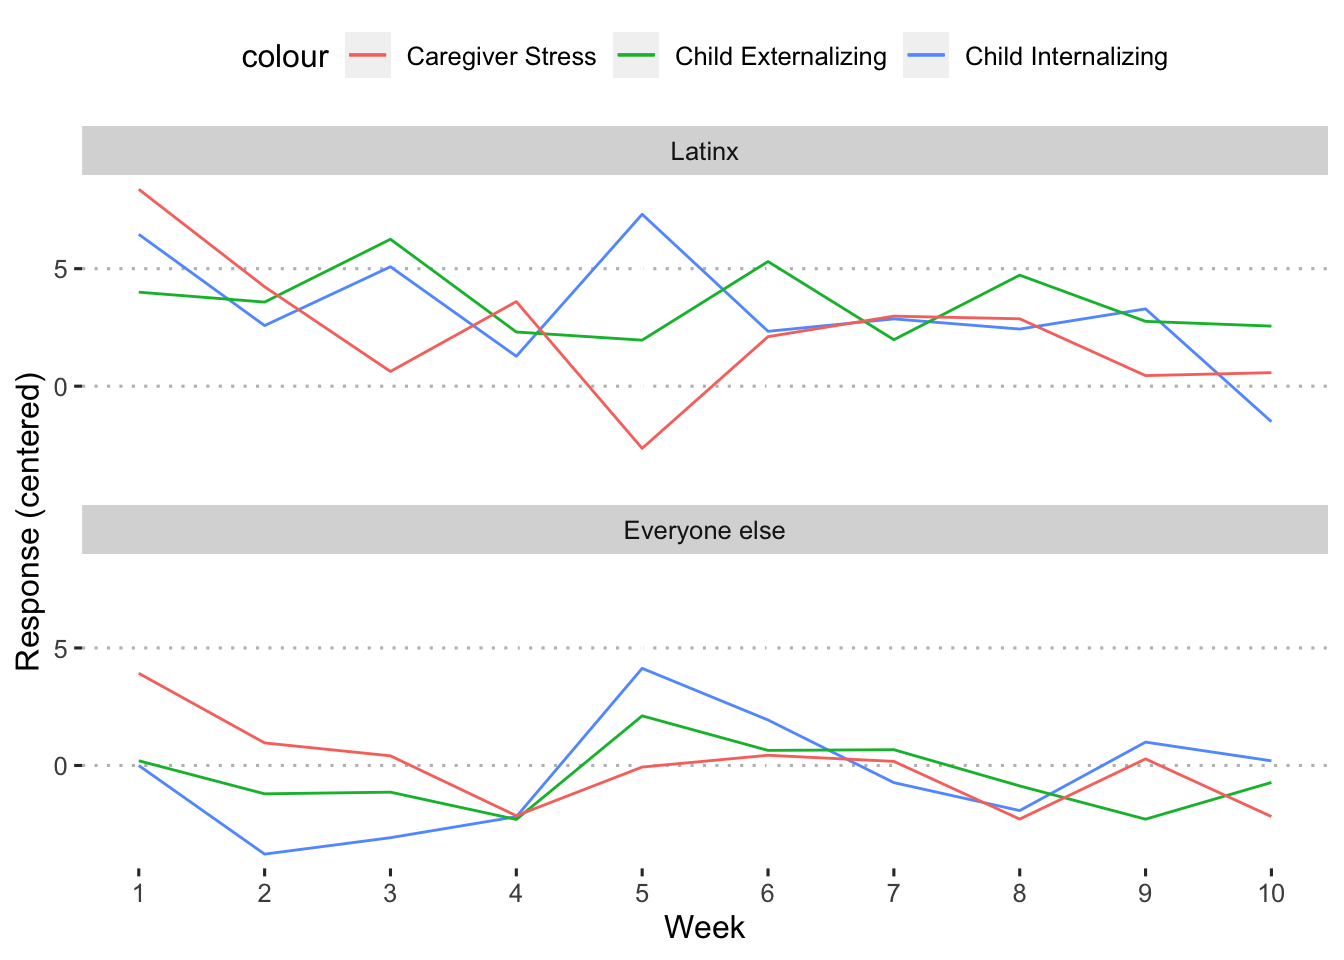 colour Caregiver Stress Child Externalizing Child Internalizing
Latinx
5
0
Response (centered)
Everyone else
5
0
1 2 3 4 5 6 7 8 9 10
Week